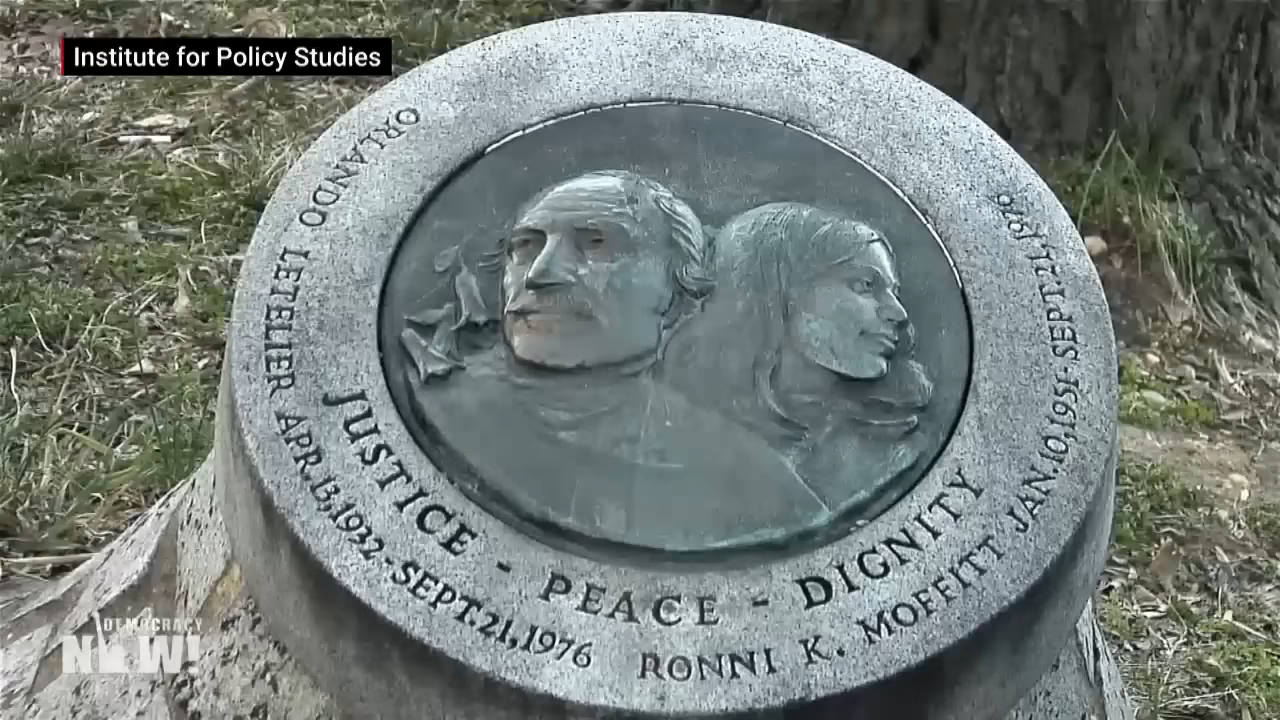 Institute for Policy Studies
ORLANDO LETELIER APR.13,1932-SEPT.21,1976
JUSTICE - PEACE - DIGNITY
RONNI K. MOFFITT JAN.10,1951-SEPT.21,1976
DEMOCRACY
NOW!